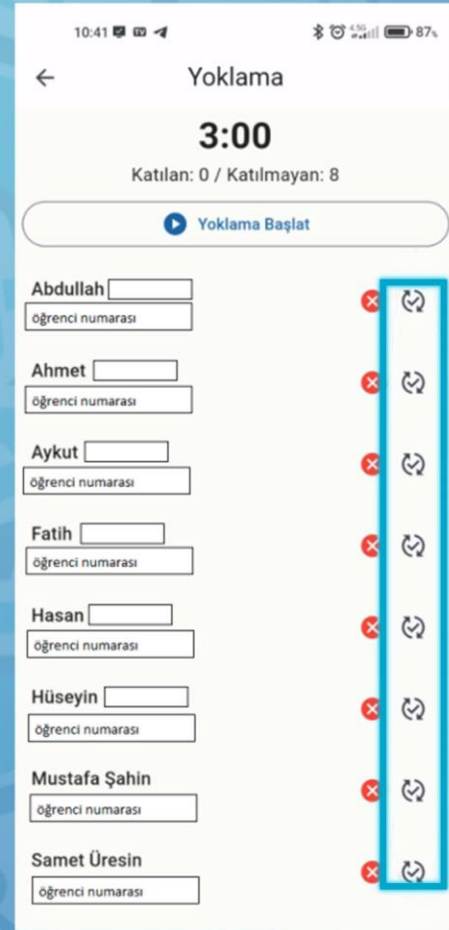 10:41
4.5G
87%
Yoklama
3:00
Katılan: 0 / Katılmayan: 8
Yoklama Başlat
Abdullah
öğrenci numarası
Ahmet
öğrenci numarası
Aykut
öğrenci numarası
Fatih
öğrenci numarası
Hasan
öğrenci numarası
Hüseyin
öğrenci numarası
Mustafa Şahin
öğrenci numarası
Samet Üresin
öğrenci numarası